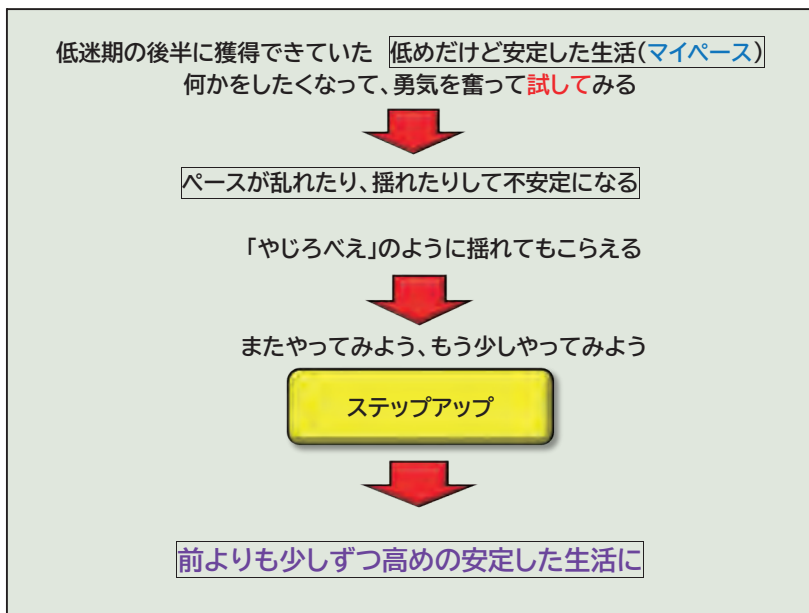 低迷期の後半に獲得できていた 低めだけど安定した生活(マイペース)
何かをしたくなって、勇気を奮って試してみる
ペースが乱れたり、揺れたりして不安定になる
「やじろべえ」のように揺れてもこらえる
またやってみよう、もう少しやってみよう
ステップアップ
前よりも少しずつ高めの安定した生活に